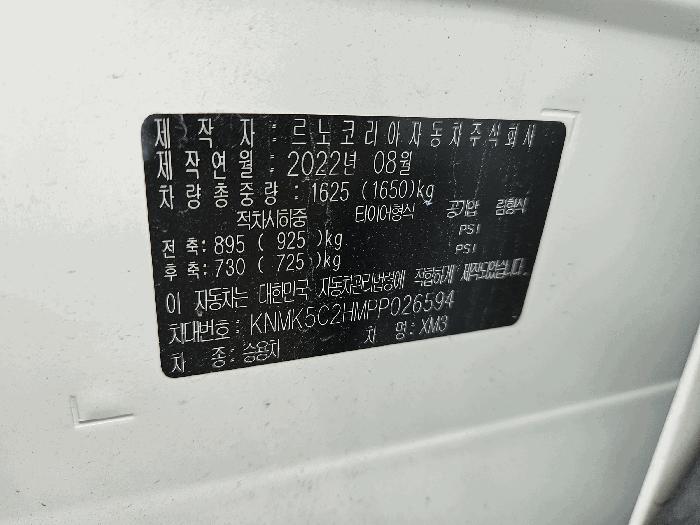 제 작 자 : 르노코리아자동차주식회사
제작연월 : 2022년 08월
차량총중량 : 1625 (1650)kg
적차시하중 타이어형식 공기압 림형식
전 축: 895 ( 925 )kg PSI
후 축: 730 ( 725 )kg PSI
이 자동차는 대한민국 자동차관리법령에 적합하게 제작되었습니다.
차대번호: KNMK5C2HMPP026594
차 종: 승용차 차 명: XM3